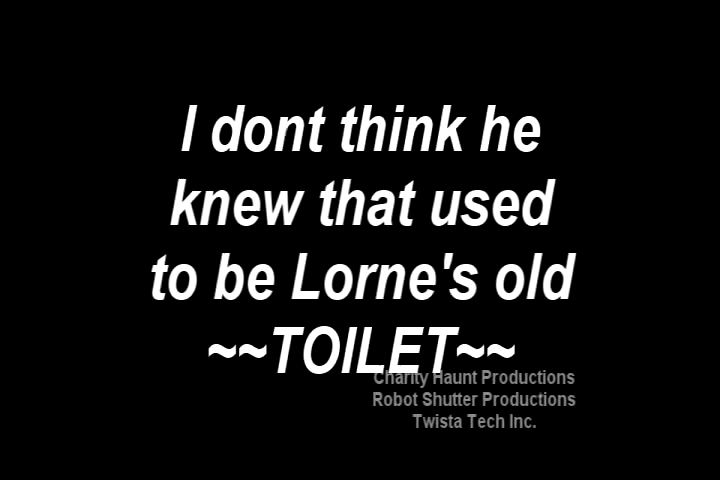 I dont think he
knew that used
to be Lorne's old
~~TOILET~~
Charity Haunt Productions
Robot Shutter Productions
Twista Tech Inc.